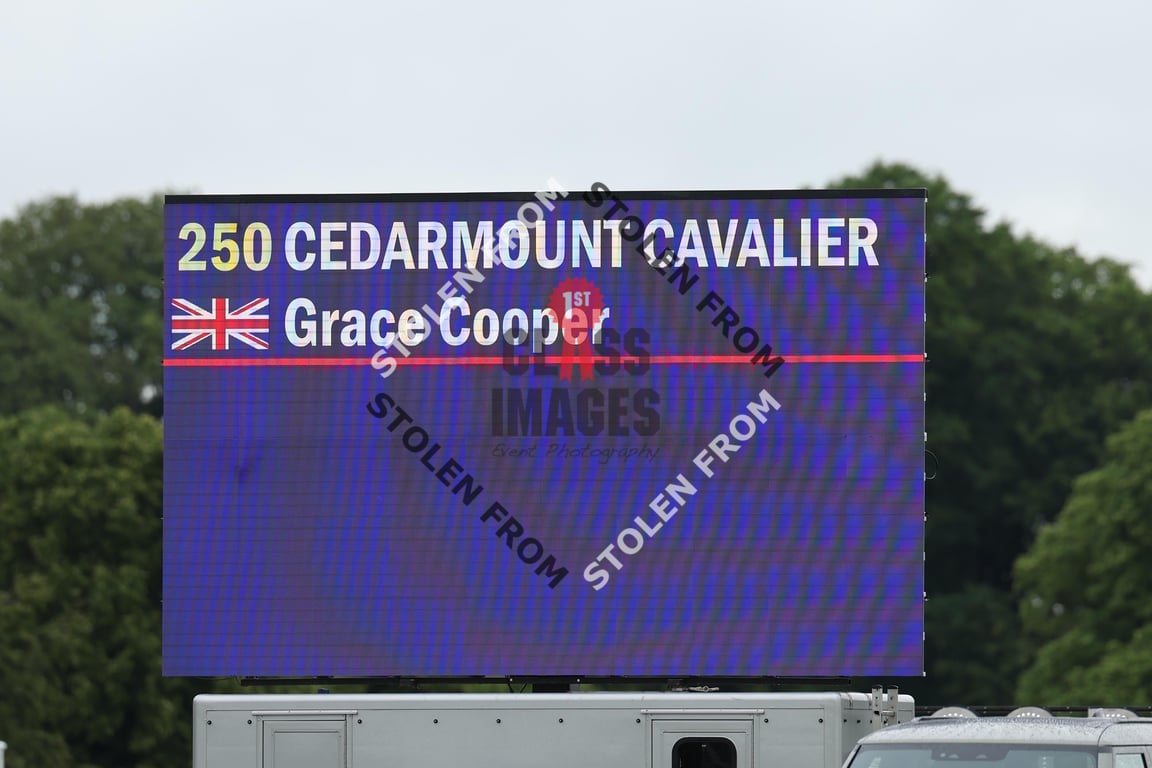 250 CEDARMOUNT CAVALIER
Grace Cooper
1ST
CLASS
IMAGES
Event Photography
STOLEN FROM
STOLEN FROM
STOLEN FROM
STOLEN FROM